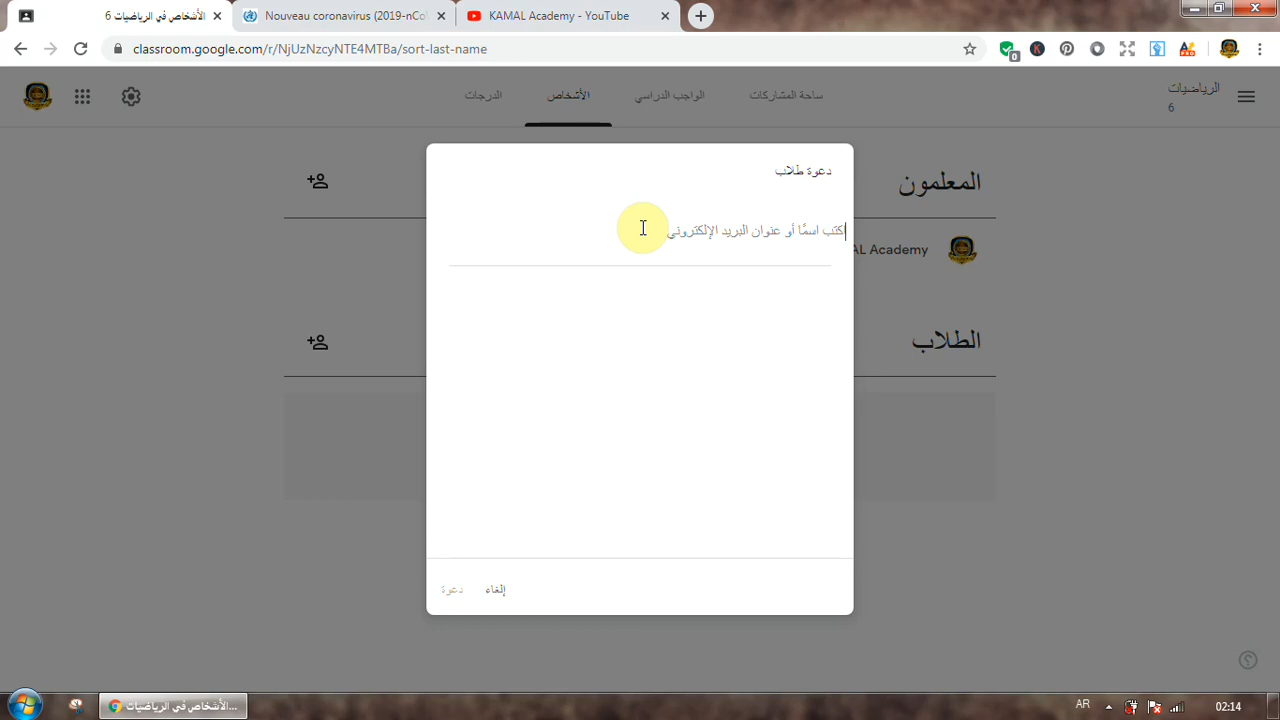 الأشخاص في الرياضيات 6
Nouveau coronavirus (2019-nCoV
KAMAL Academy - YouTube
classroom.google.com/r/NjUzNzcyNTE4MTBa/sort-last-name
0
الرياضيات
6
ساحة المشاركات
الواجب الدراسي
الأشخاص
الدرجات
المعلمون
AL Academy
الطلاب
دعوة طلاب
اكتب اسمًا أو عنوان البريد الإلكتروني
إلغاء
دعوة
الأشخاص في الرياضيات...
AR
02:14